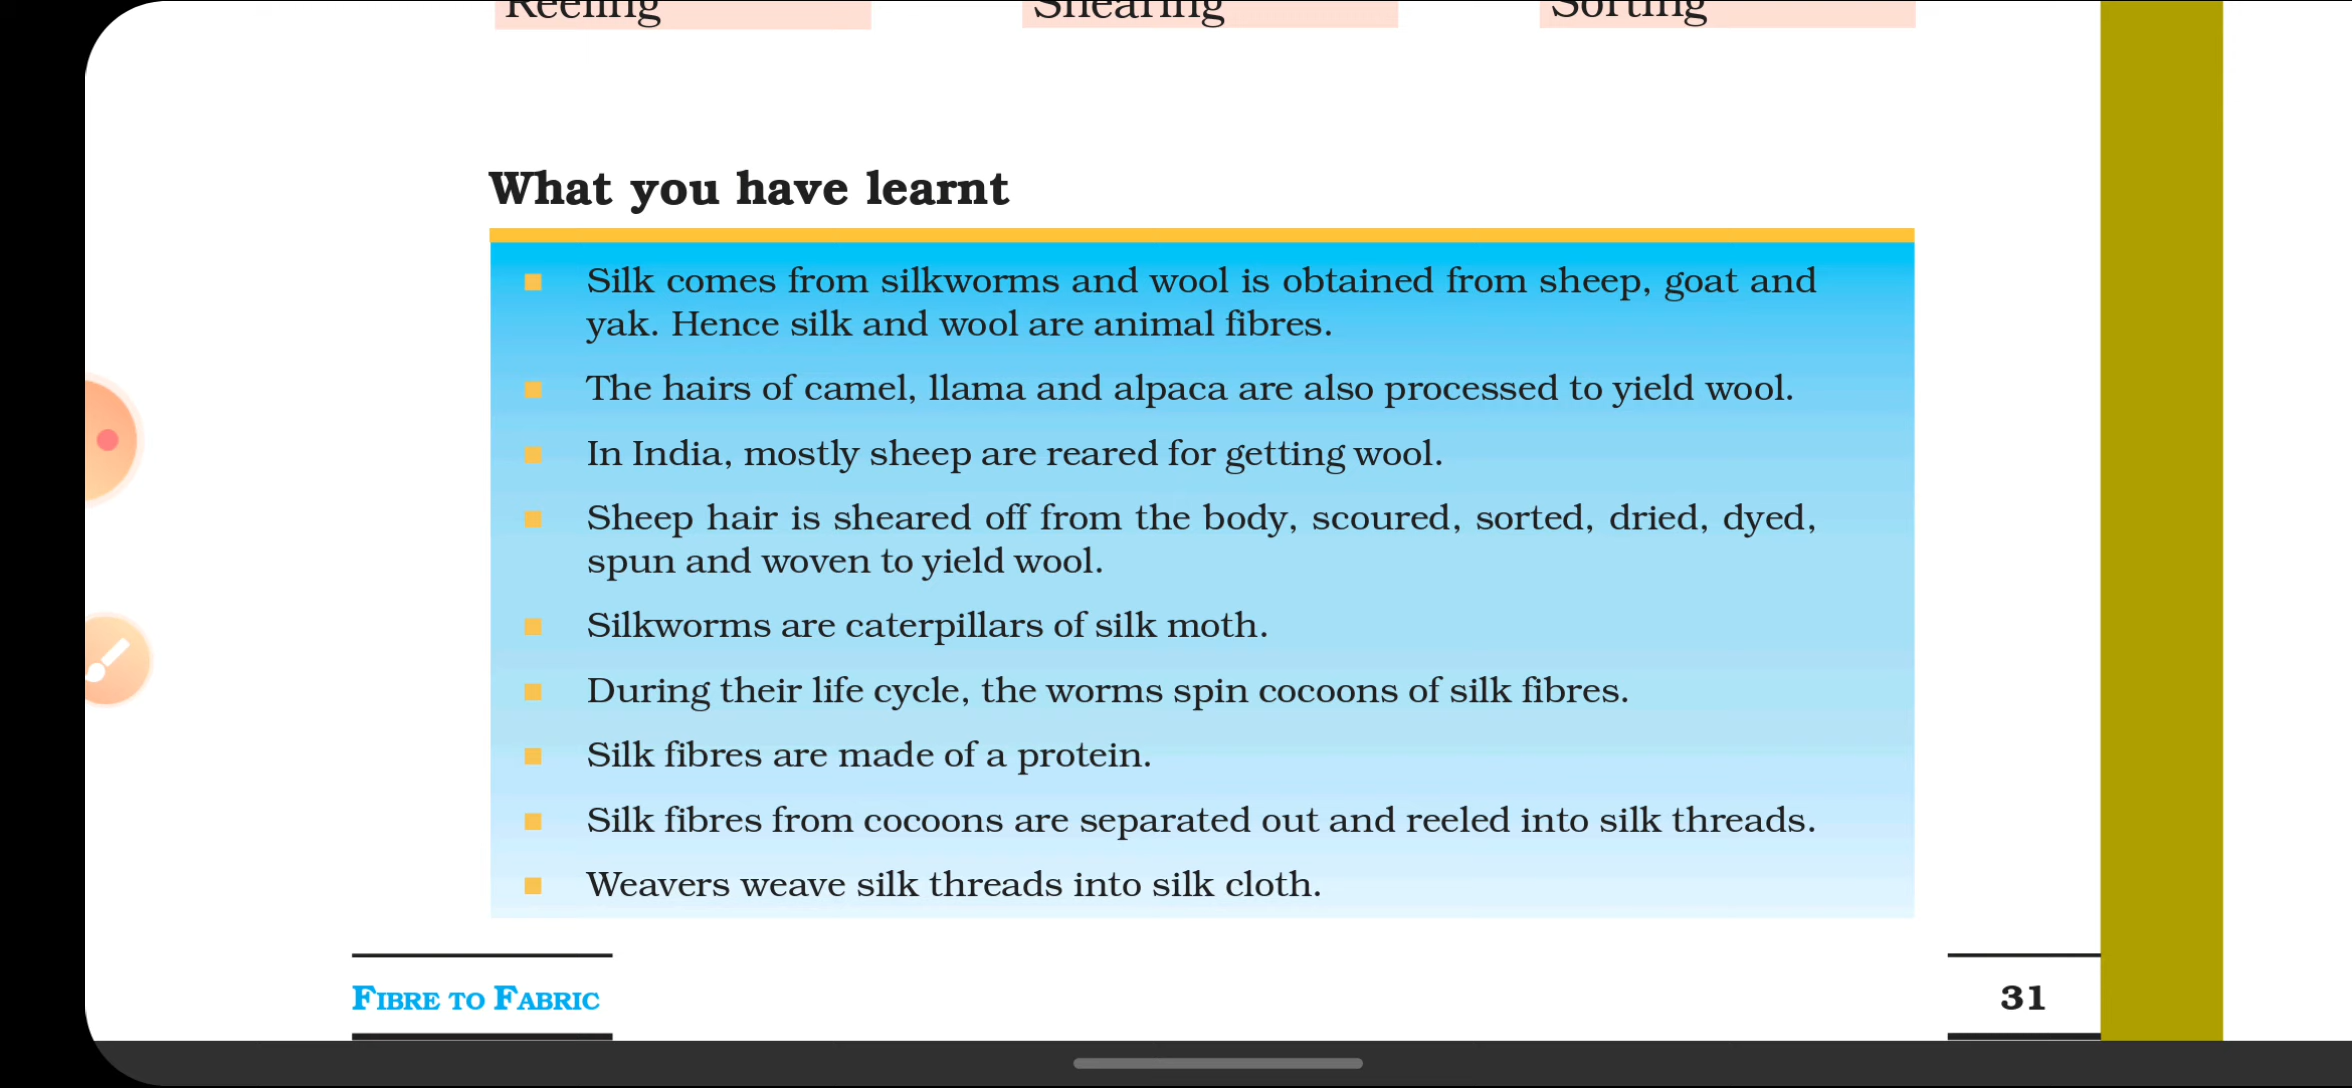 Reeling Shearing Sorting
What you have learnt
Silk comes from silkworms and wool is obtained from sheep, goat and
yak. Hence silk and wool are animal fibres.
The hairs of camel, llama and alpaca are also processed to yield wool.
In India, mostly sheep are reared for getting wool.
Sheep hair is sheared off from the body, scoured, sorted, dried, dyed,
spun and woven to yield wool.
Silkworms are caterpillars of silk moth.
During their life cycle, the worms spin cocoons of silk fibres.
Silk fibres are made of a protein.
Silk fibres from cocoons are separated out and reeled into silk threads.
Weavers weave silk threads into silk cloth.
FIBRE TO FABRIC
31